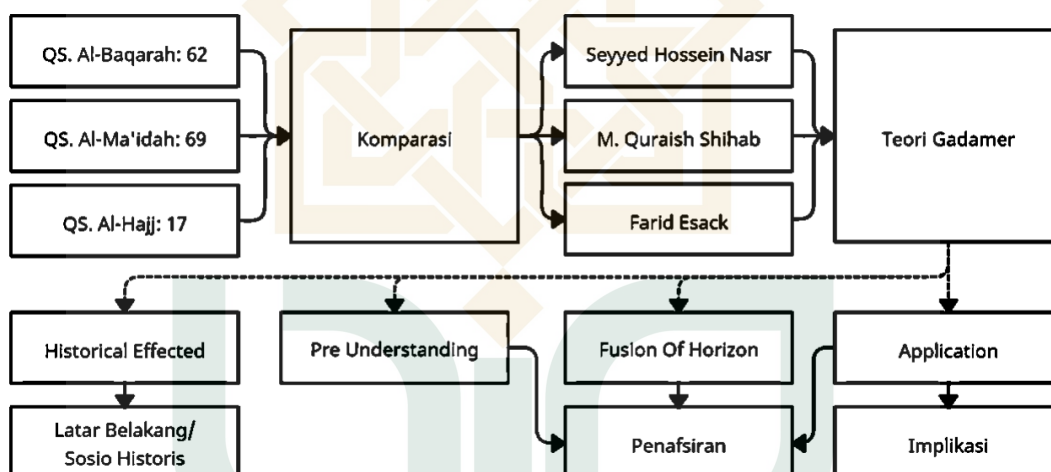 QS. Al-Baqarah: 62
QS. Al-Ma'idah: 69
QS. Al-Hajj: 17
Komparasi
Seyyed Hossein Nasr
M. Quraish Shihab
Farid Esack
Teori Gadamer
Historical Effected
Pre Understanding
Fusion Of Horizon
Application
Latar Belakang/
Sosio Historis
Penafsiran
Implikasi